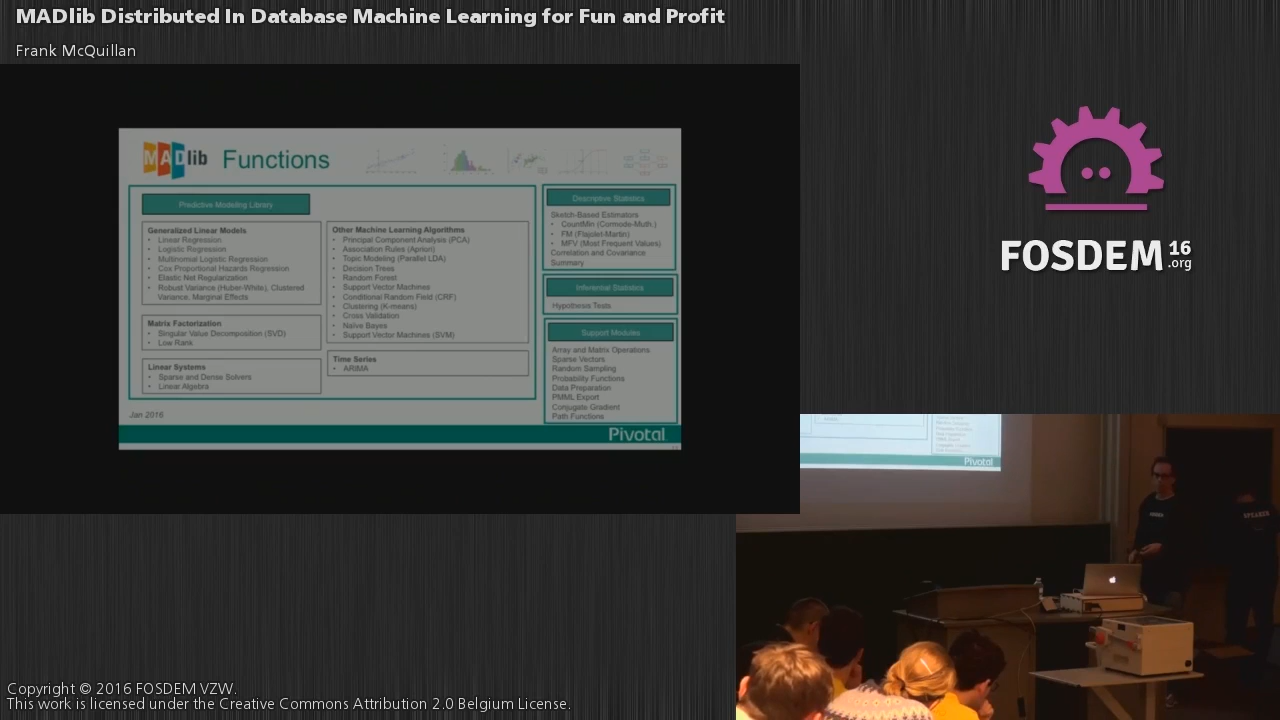 MADlib Distributed In Database Machine Learning for Fun and Profit
Frank McQuillan
MADlib Functions
Predictive Modeling Library
Generalized Linear Models
• Linear Regression
• Logistic Regression
• Multinomial Logistic Regression
• Cox Proportional Hazards Regression
• Elastic Net Regularization
• Robust Variance (Huber-White), Clustered
Variance, Marginal Effects
Matrix Factorization
• Singular Value Decomposition (SVD)
• Low Rank
Linear Systems
• Sparse and Dense Solvers
• Linear Algebra
Other Machine Learning Algorithms
• Principal Component Analysis (PCA)
• Association Rules (Apriori)
• Topic Modeling (Parallel LDA)
• Decision Trees
• Random Forest
• Support Vector Machines
• Conditional Random Field (CRF)
• Clustering (K-means)
• Cross Validation
• Naïve Bayes
• Support Vector Machines (SVM)
Time Series
• ARIMA
Descriptive Statistics
Sketch-Based Estimators
• CountMin (Cormode-Muth.)
• FM (Flajolet-Martin)
• MFV (Most Frequent Values)
Correlation and Covariance
Summary
Inferential Statistics
Hypothesis Tests
Support Modules
Array and Matrix Operations
Sparse Vectors
Random Sampling
Probability Functions
Data Preparation
PMML Export
Conjugate Gradient
Path Functions
Jan 2016
Pivotal
FOSDEM 16
.org
Pivotal
SPEAKER
Copyright © 2016 FOSDEM VZW.
This work is licensed under the Creative Commons Attribution 2.0 Belgium License.